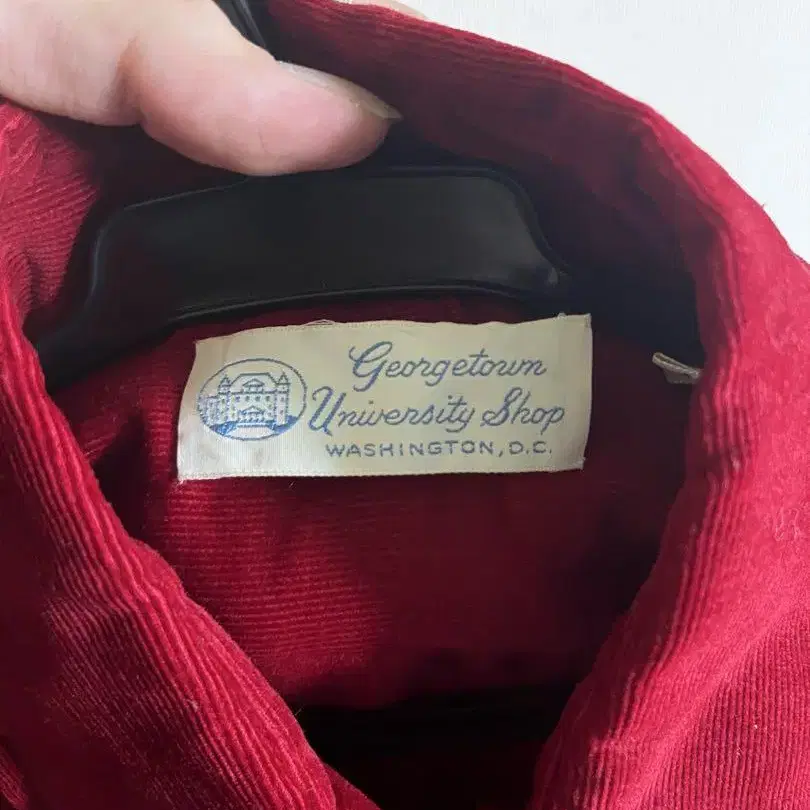 Georgetown
University Shop
WASHINGTON, D.C.